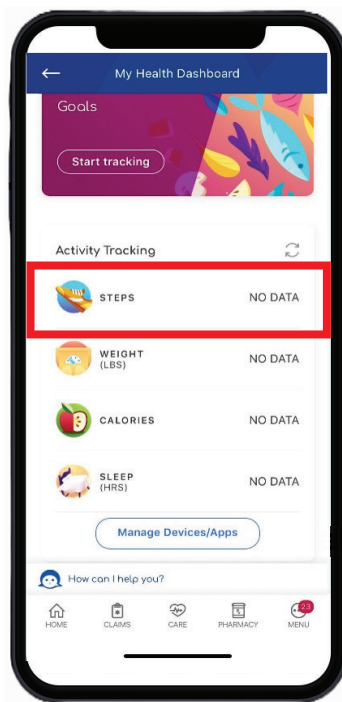 My Health Dashboard
Goals
Start tracking
Activity Tracking
STEPS NO DATA
WEIGHT
(LBS) NO DATA
CALORIES NO DATA
SLEEP
(HRS) NO DATA
Manage Devices/Apps
How can I help you?
23
HOME CLAIMS CARE PHARMACY MENU